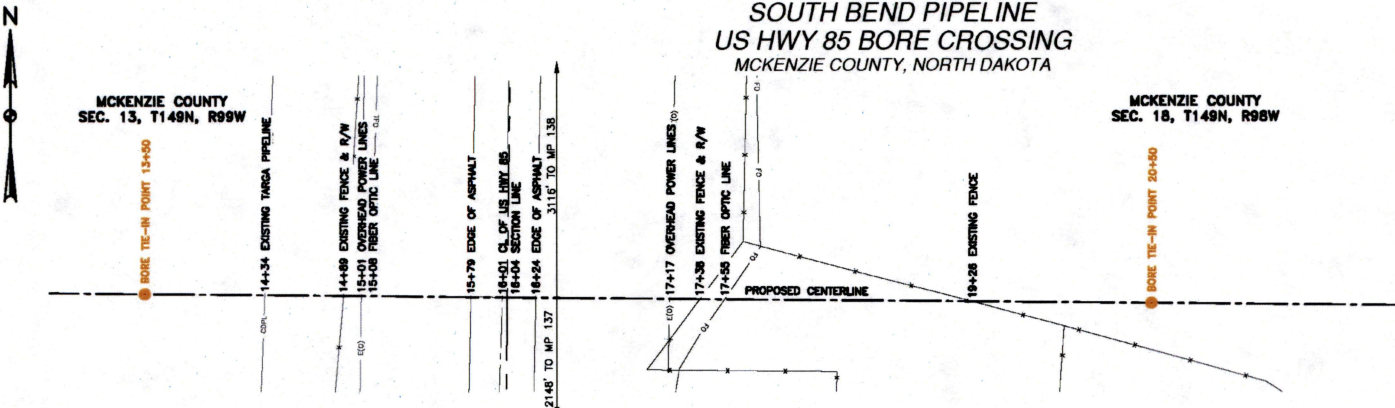 N
SOUTH BEND PIPELINE
US HWY 85 BORE CROSSING
MCKENZIE COUNTY, NORTH DAKOTA
MCKENZIE COUNTY
SEC. 13, T149N, R99W
MCKENZIE COUNTY
SEC. 18, T149N, R98W
BORE TIE-IN POINT 13+50
14+34 EXISTING TARGA PIPELINE
14+89 EXISTING FENCE & R/W
15+01 OVERHEAD POWER LINES
15+08 FIBER OPTIC LINE
15+79 EDGE OF ASPHALT
16+01 CL OF US HWY 85
16+04 SECTION LINE
16+24 EDGE OF ASPHALT
3116' TO MP 138
2148' TO MP 137
17+17 OVERHEAD POWER LINES
17+38 EXISTING FENCE & R/W
17+55 FIBER OPTIC LINE
PROPOSED CENTERLINE
19+26 EXISTING FENCE
BORE TIE-IN POINT 20+50
E(O)
FO
FO
FO
FO